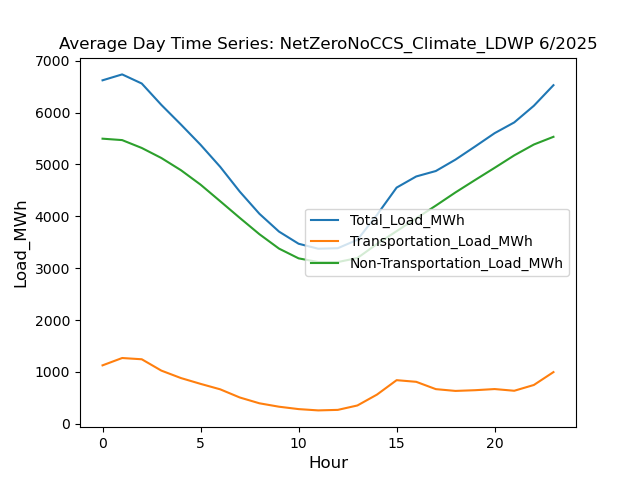 Average Day Time Series: NetZeroNoCCS_Climate_LDWP 6/2025
Load_MWh
7000
6000
5000
4000
3000
2000
1000
0
Total_Load_MWh
Transportation_Load_MWh
Non-Transportation_Load_MWh
0 5 10 15 20
Hour